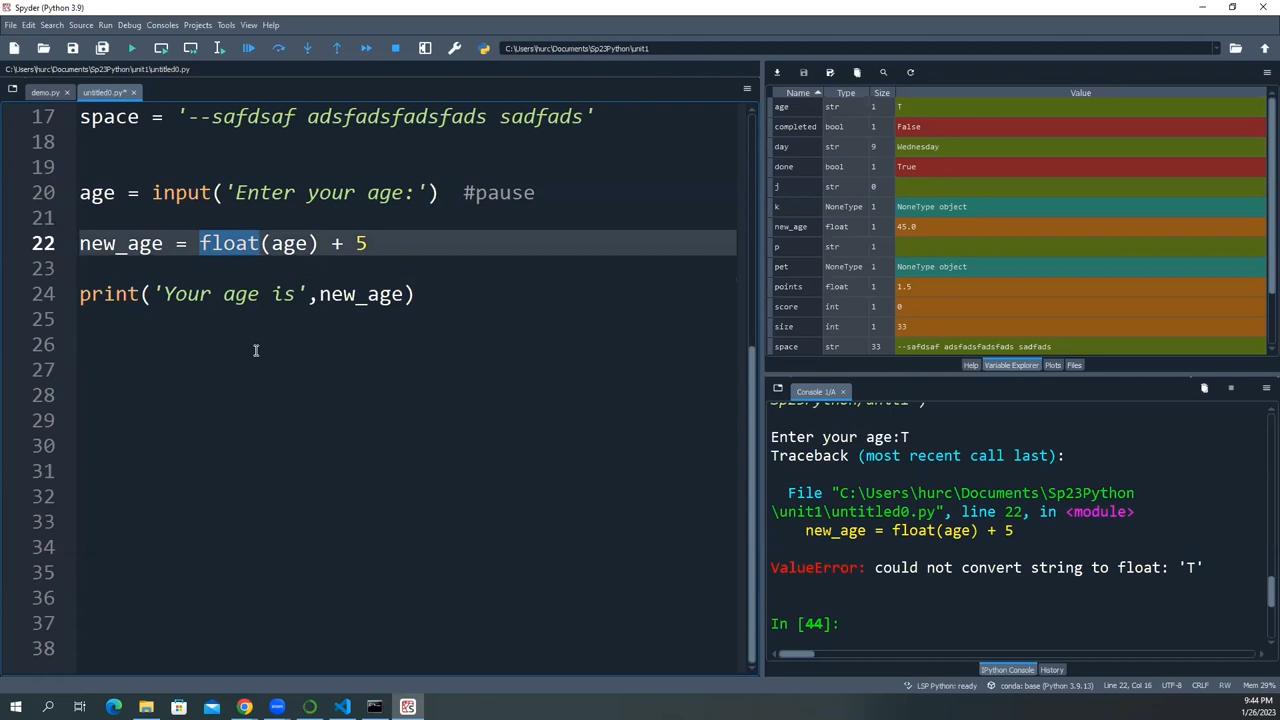 Spyder (Python 3.9)
File Edit Search Source Run Debug Consoles Projects Tools View Help
C:\Users\hurc\Documents\Sp23Python\unit1
C:\Users\hurc\Documents\Sp23Python\unit1\untitled0.py
demo.py untitled0.py*
17 space = '--safdsaf adsfadsfadsfads sadfads'
18
19
20 age = input('Enter your age:') #pause
21
22 new_age = float(age) + 5
23
24 print('Your age is',new_age)
25
26
27
28
29
30
31
32
33
34
35
36
37
38
Name Type Size Value
age str 1 T
completed bool 1 False
day str 9 Wednesday
done bool 1 True
j str 0
k NoneType 1 NoneType object
new_age float 1 45.0
p str 1
pet NoneType 1 NoneType object
points float 1 1.5
score int 1 0
size int 1 33
space str 33 --safdsaf adsfadsfadsfads sadfads
Help Variable Explorer Plots Files
Console 1/A
Sp23Python/unit1')
Enter your age:T
Traceback (most recent call last):
File "C:\Users\hurc\Documents\Sp23Python
\unit1\untitled0.py", line 22, in <module>
new_age = float(age) + 5
ValueError: could not convert string to float: 'T'
In [44]:
IPython Console History
LSP Python: ready conda: base (Python 3.9.13) Line 22, Col 16 UTF-8 CRLF RW Mem 29%
9:44 PM
1/26/2023